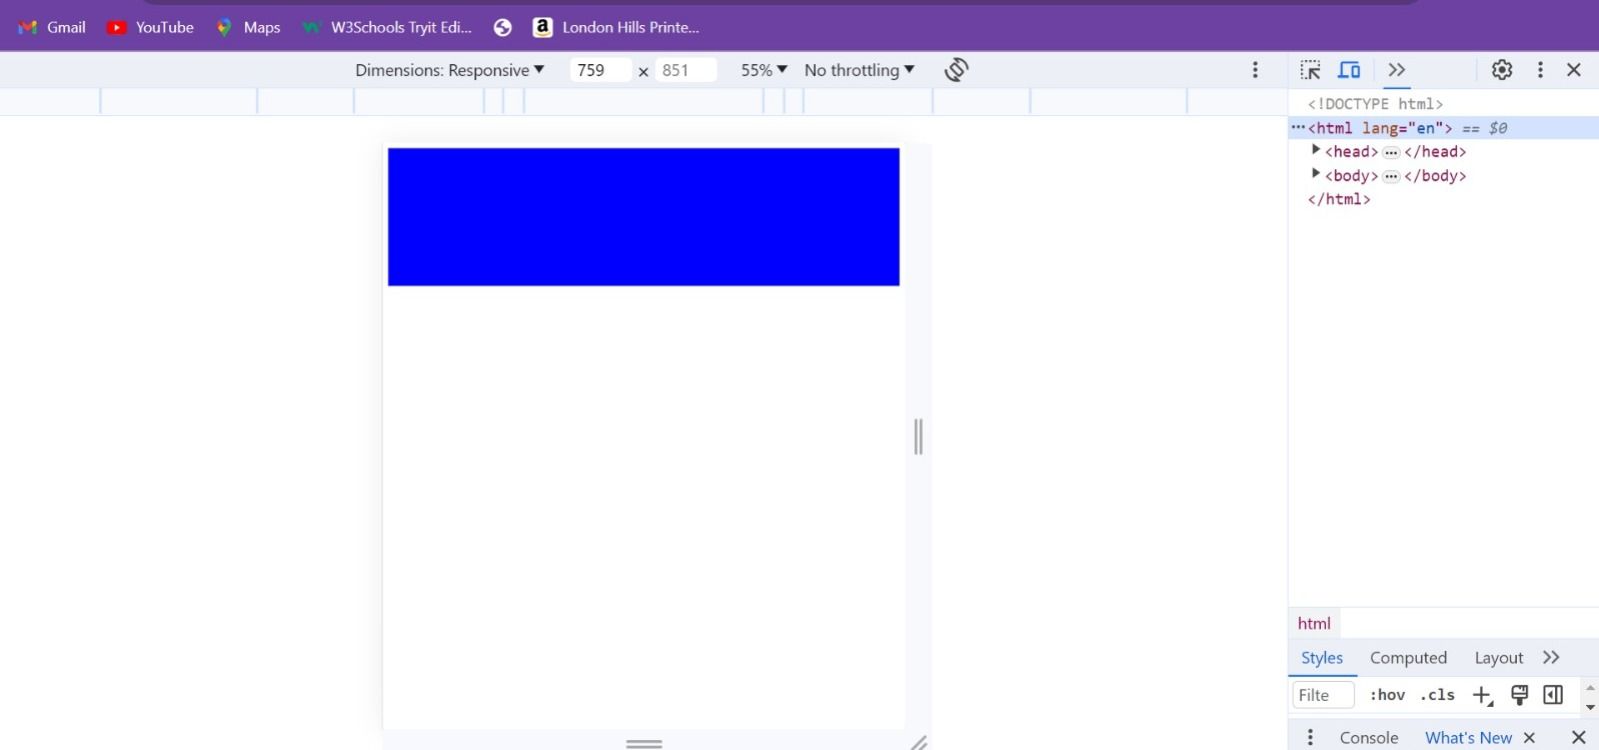 Gmail YouTube Maps W3Schools Tryit Edi... London Hills Printe...
Dimensions: Responsive 759 x 851 55% No throttling
<!DOCTYPE html>
<html lang="en"> == $0
<head> ... </head>
<body> ... </body>
</html>
html
Styles Computed Layout
Filte :hov .cls
Console What's New